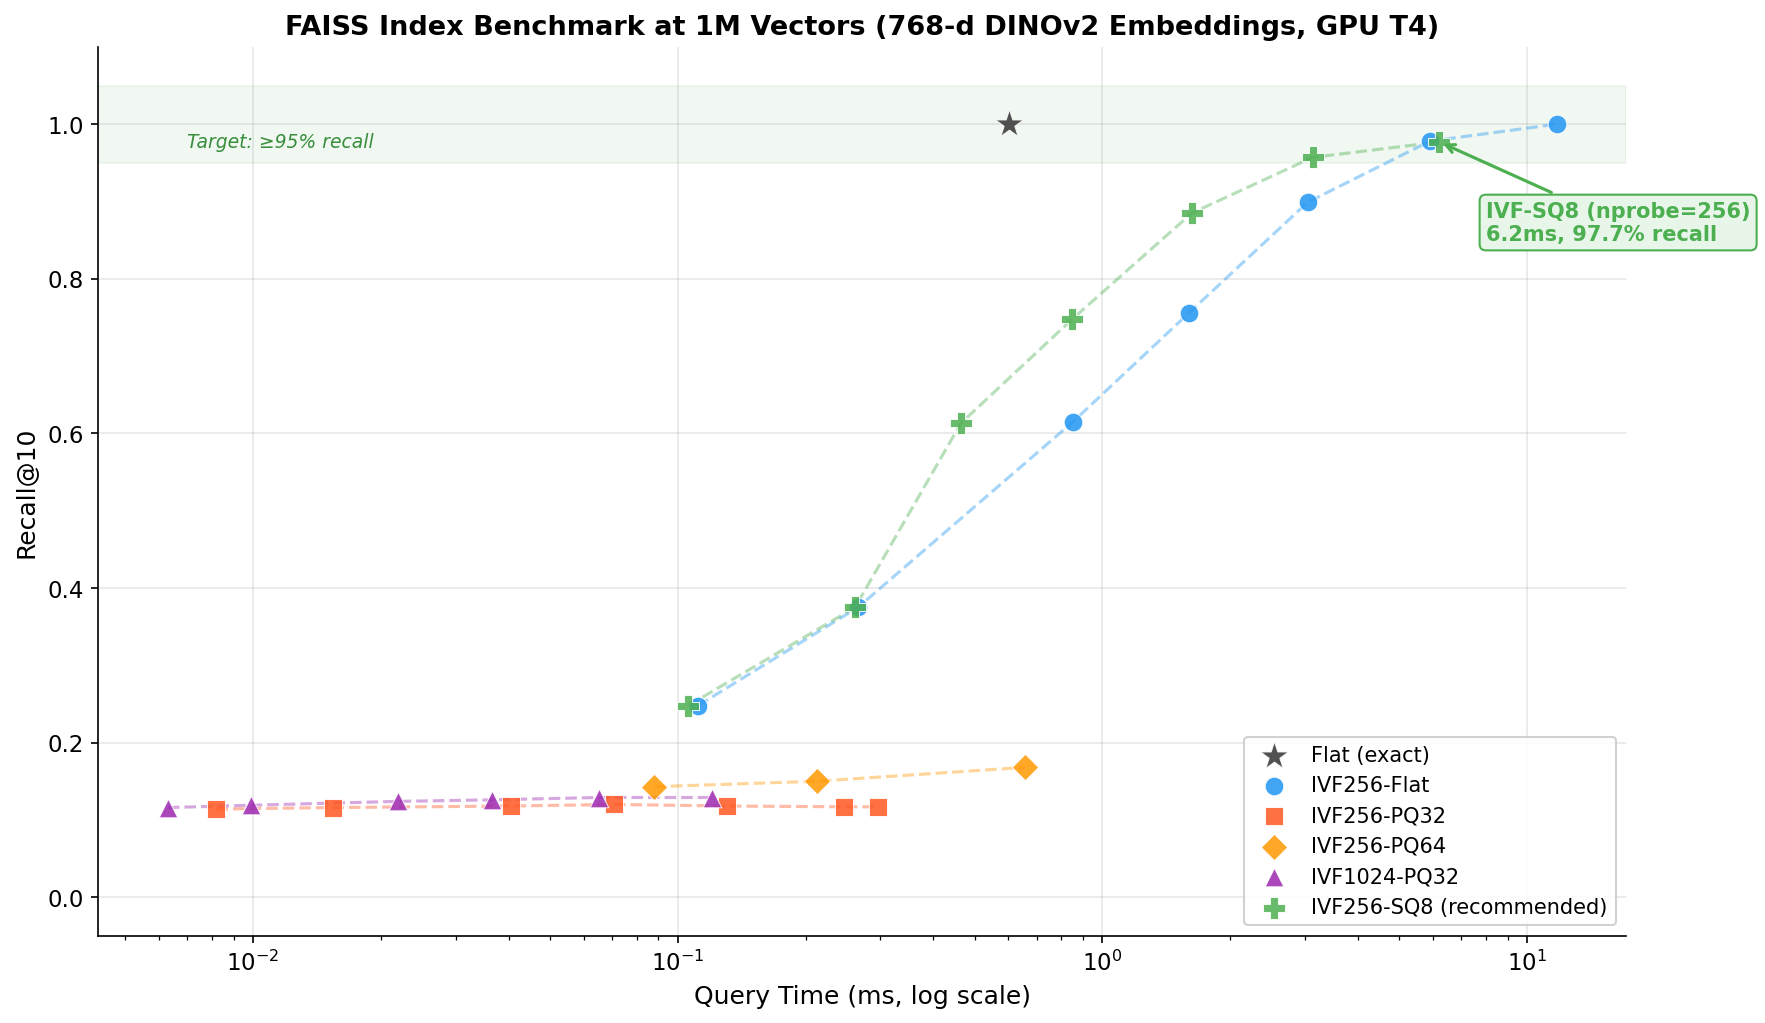 FAISS Index Benchmark at 1M Vectors (768-d DINOv2 Embeddings, GPU T4)
Recall@10
1.0
0.8
0.6
0.4
0.2
0.0
Target: ≥95% recall
IVF-SQ8 (nprobe=256)
6.2ms, 97.7% recall
Flat (exact)
IVF256-Flat
IVF256-PQ32
IVF256-PQ64
IVF1024-PQ32
IVF256-SQ8 (recommended)
10⁻² 10⁻¹ 10⁰ 10¹
Query Time (ms, log scale)